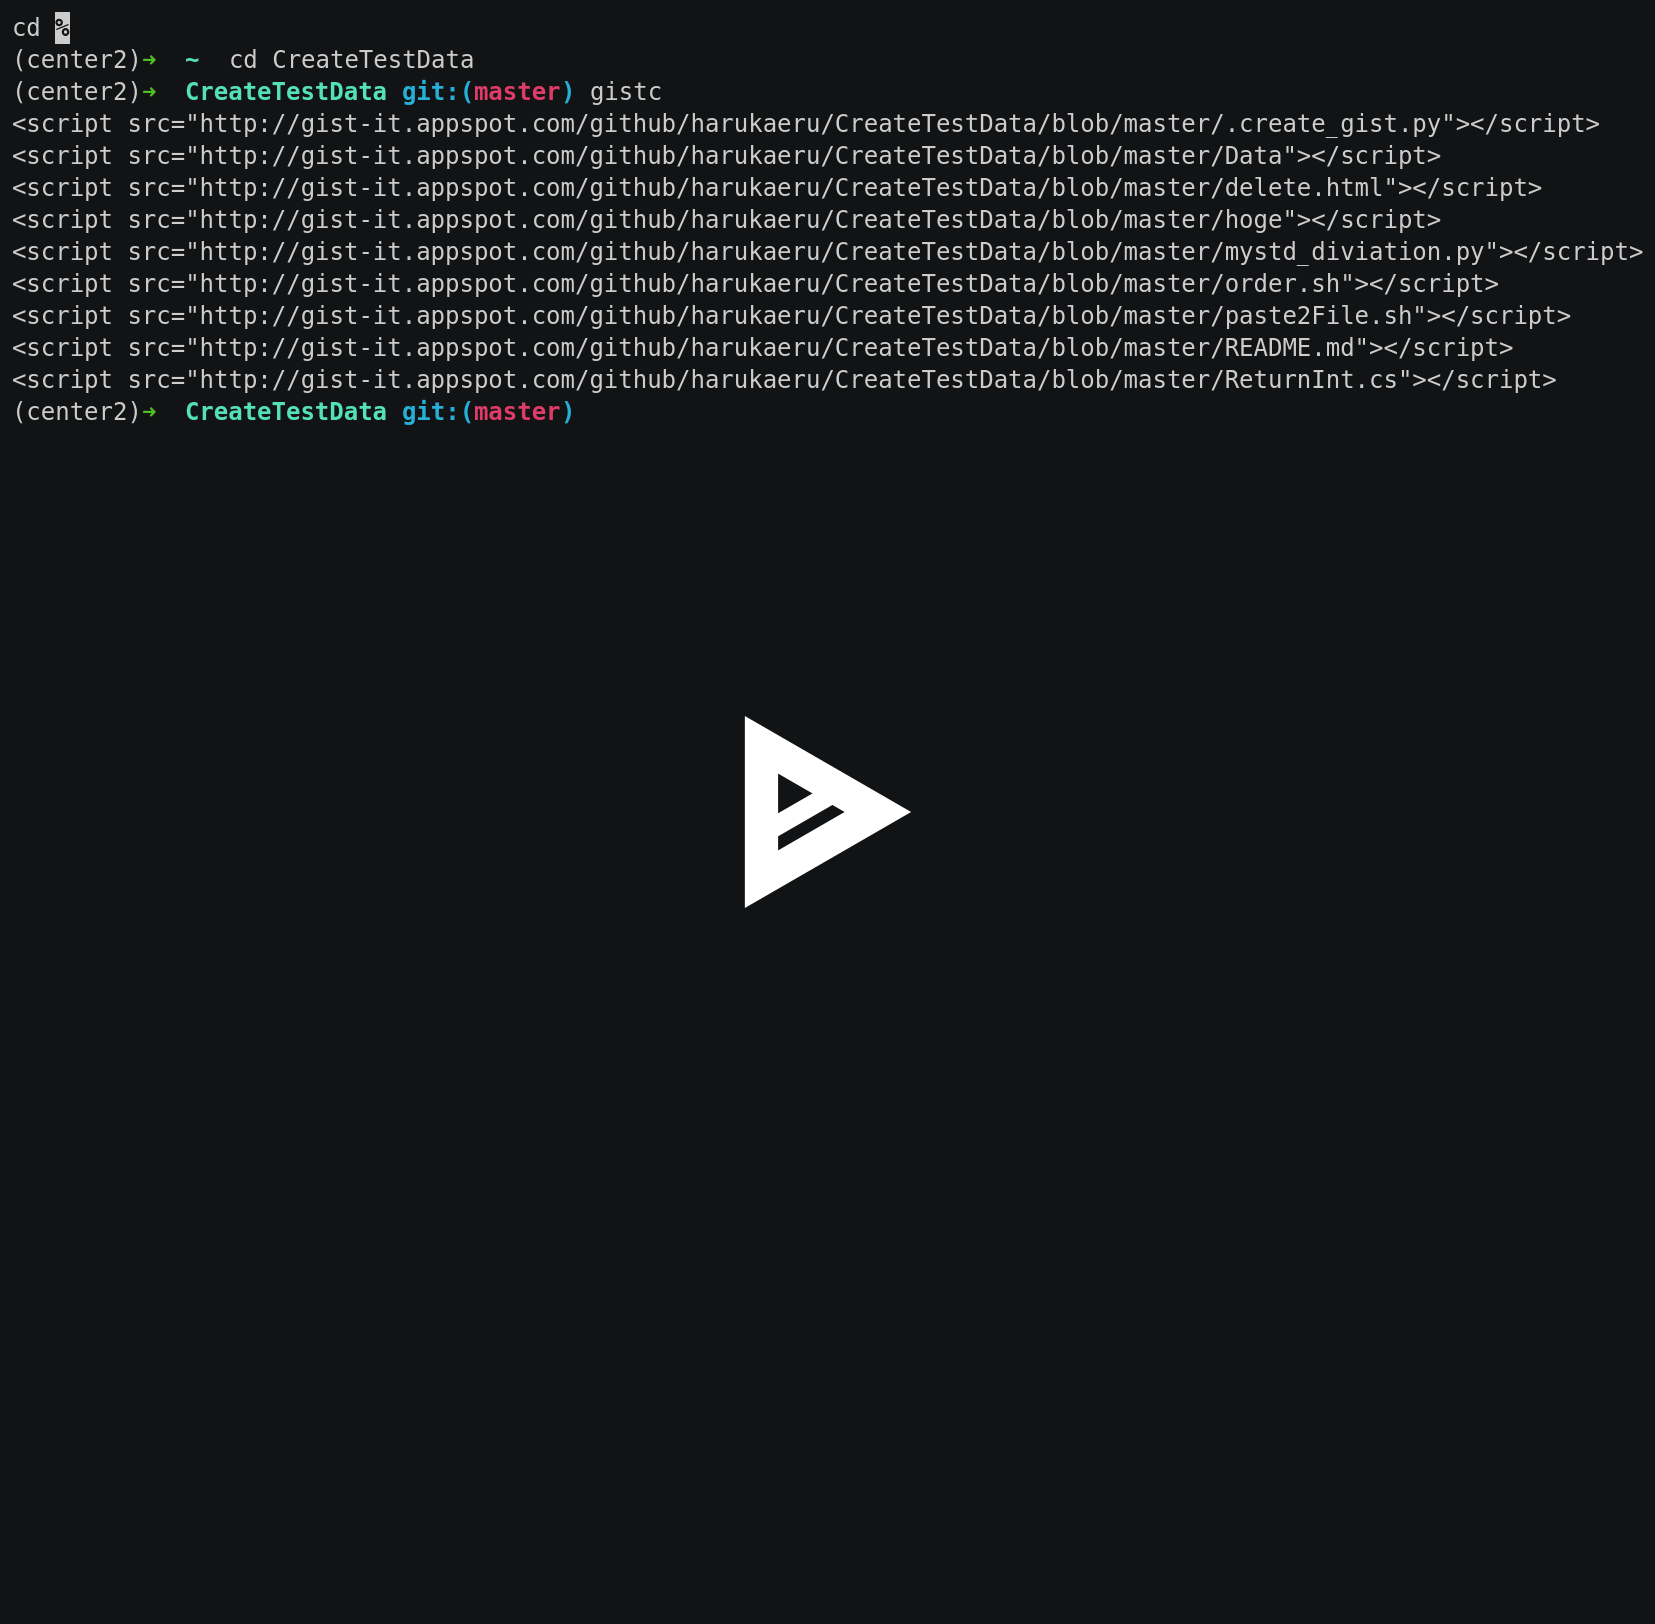 cd %
(center2)➜  ~  cd CreateTestData
(center2)➜  CreateTestData git:(master) gistc
<script src="http://gist-it.appspot.com/github/harukaeru/CreateTestData/blob/master/.create_gist.py"></script>
<script src="http://gist-it.appspot.com/github/harukaeru/CreateTestData/blob/master/Data"></script>
<script src="http://gist-it.appspot.com/github/harukaeru/CreateTestData/blob/master/delete.html"></script>
<script src="http://gist-it.appspot.com/github/harukaeru/CreateTestData/blob/master/hoge"></script>
<script src="http://gist-it.appspot.com/github/harukaeru/CreateTestData/blob/master/mystd_diviation.py"></script>
<script src="http://gist-it.appspot.com/github/harukaeru/CreateTestData/blob/master/order.sh"></script>
<script src="http://gist-it.appspot.com/github/harukaeru/CreateTestData/blob/master/paste2File.sh"></script>
<script src="http://gist-it.appspot.com/github/harukaeru/CreateTestData/blob/master/README.md"></script>
<script src="http://gist-it.appspot.com/github/harukaeru/CreateTestData/blob/master/ReturnInt.cs"></script>
(center2)➜  CreateTestData git:(master)